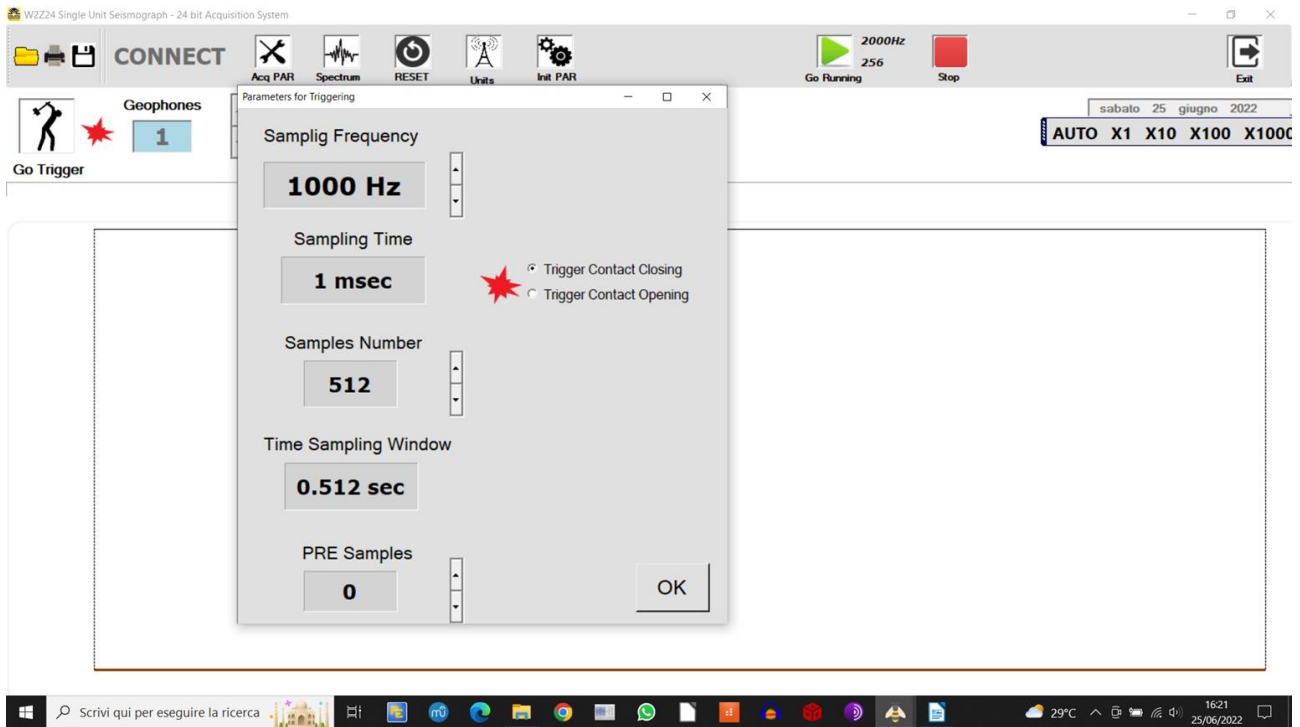 W2Z24 Single Unit Seismograph - 24 bit Acquisition System
CONNECT
Acq PAR
Spectrum
RESET
Units
Init PAR
2000Hz
256
Go Running
Stop
Exit
Parameters for Triggering
Geophones
1
Go Trigger
sabato 25 giugno 2022
AUTO X1 X10 X100 X1000
Samplig Frequency
1000 Hz
Sampling Time
1 msec
Trigger Contact Closing
Trigger Contact Opening
Samples Number
512
Time Sampling Window
0.512 sec
PRE Samples
0
OK
Scrivi qui per eseguire la ricerca
29°C
16:21
25/06/2022